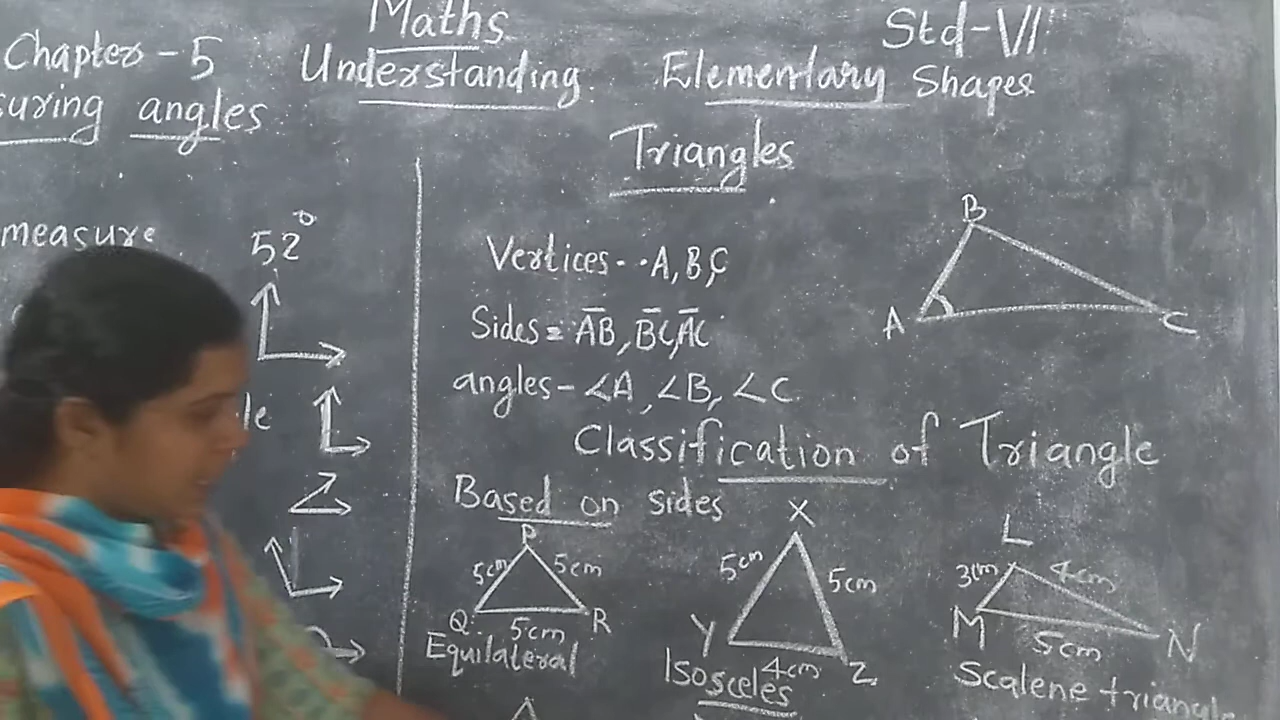 Maths
Std-VI
Chapter-5
Understanding Elementary Shapes
suring angles
Triangles
measure
52°
B
A
C
Vertices--A,B,C
Sides= AB, BC, AC
angles- ∠A, ∠B, ∠C
le
Classification of Triangle
Based on sides
P
5cm
5cm
Q
5cm
R
Equilateral
X
5cm
5cm
Y
4cm
Z
Isosceles
L
3cm
4cm
M
5cm
N
Scalene triangle